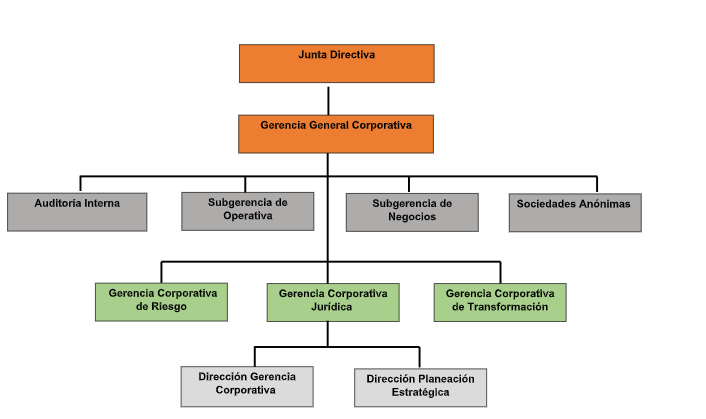 Junta Directiva
Gerencia General Corporativa
Auditoría Interna
Subgerencia de
Operativa
Subgerencia de
Negocios
Sociedades Anónimas
Gerencia Corporativa
de Riesgo
Gerencia Corporativa
Jurídica
Gerencia Corporativa
de Transformación
Dirección Gerencia
Corporativa
Dirección Planeación
Estratégica